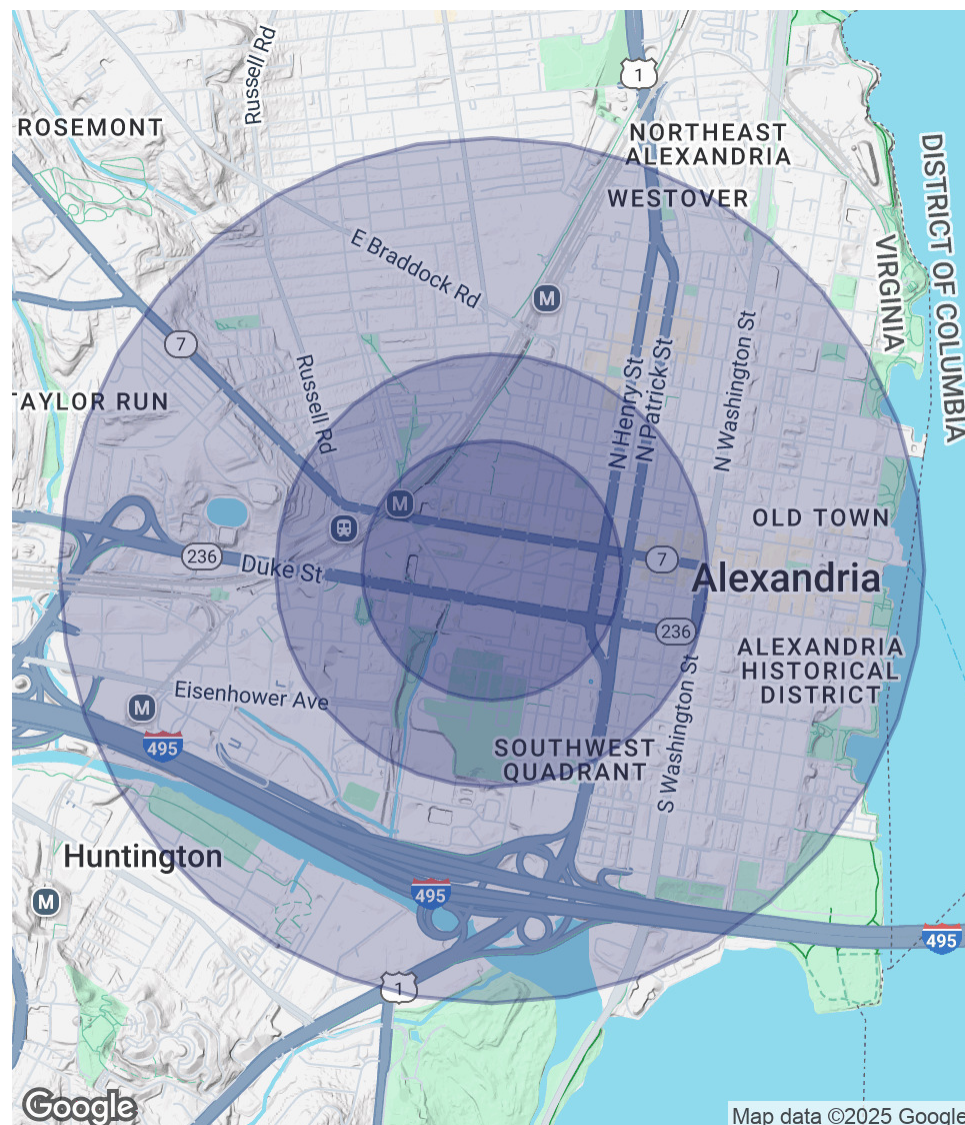 1
Russell Rd
ROSEMONT
NORTHEAST
ALEXANDRIA
DISTRICT OF COLUMBIA
VIRGINIA
WESTOVER
E Braddock Rd
M
7
N Washington St
Russell Rd
N Henry St
N Patrick St
TAYLOR RUN
M
OLD TOWN
236
Duke St
7
Alexandria
236
ALEXANDRIA
HISTORICAL
DISTRICT
Eisenhower Ave
M
S Washington St
495
SOUTHWEST
QUADRANT
Huntington
495
M
495
1
Google
Map data ©2025 Google